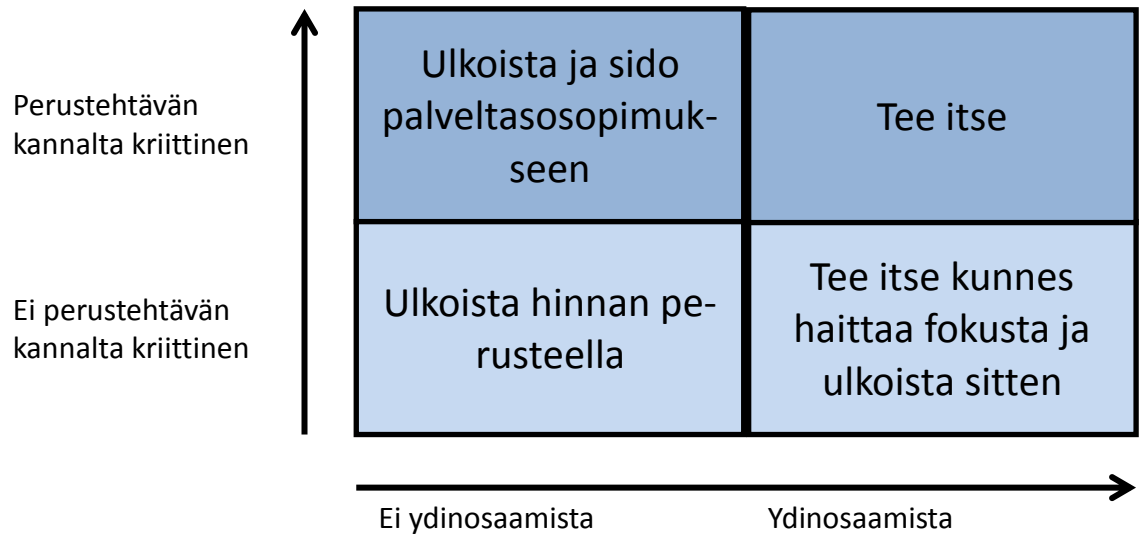 Perustehtävän
kannalta kriittinen
Ulkoista ja sido
palveltasosopimuk-
seen
Tee itse
Ei perustehtävän
kannalta kriittinen
Ulkoista hinnan pe-
rusteella
Tee itse kunnes
haittaa fokusta ja
ulkoista sitten
Ei ydinosaamista
Ydinosaamista